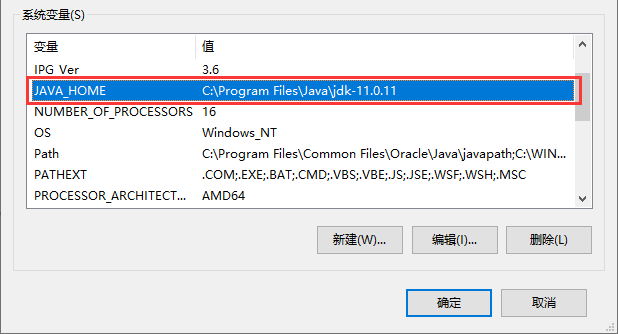 系统变量(S)
变量 值
IPG_Ver 3.6
JAVA_HOME C:\Program Files\Java\jdk-11.0.11
NUMBER_OF_PROCESSORS 16
OS Windows_NT
Path C:\Program Files\Common Files\Oracle\Java\javapath;C:\WIN...
PATHEXT .COM;.EXE;.BAT;.CMD;.VBS;.VBE;.JS;.JSE;.WSF;.WSH;.MSC
PROCESSOR_ARCHITECT... AMD64
新建(W)... 编辑(I)... 删除(L)
确定 取消